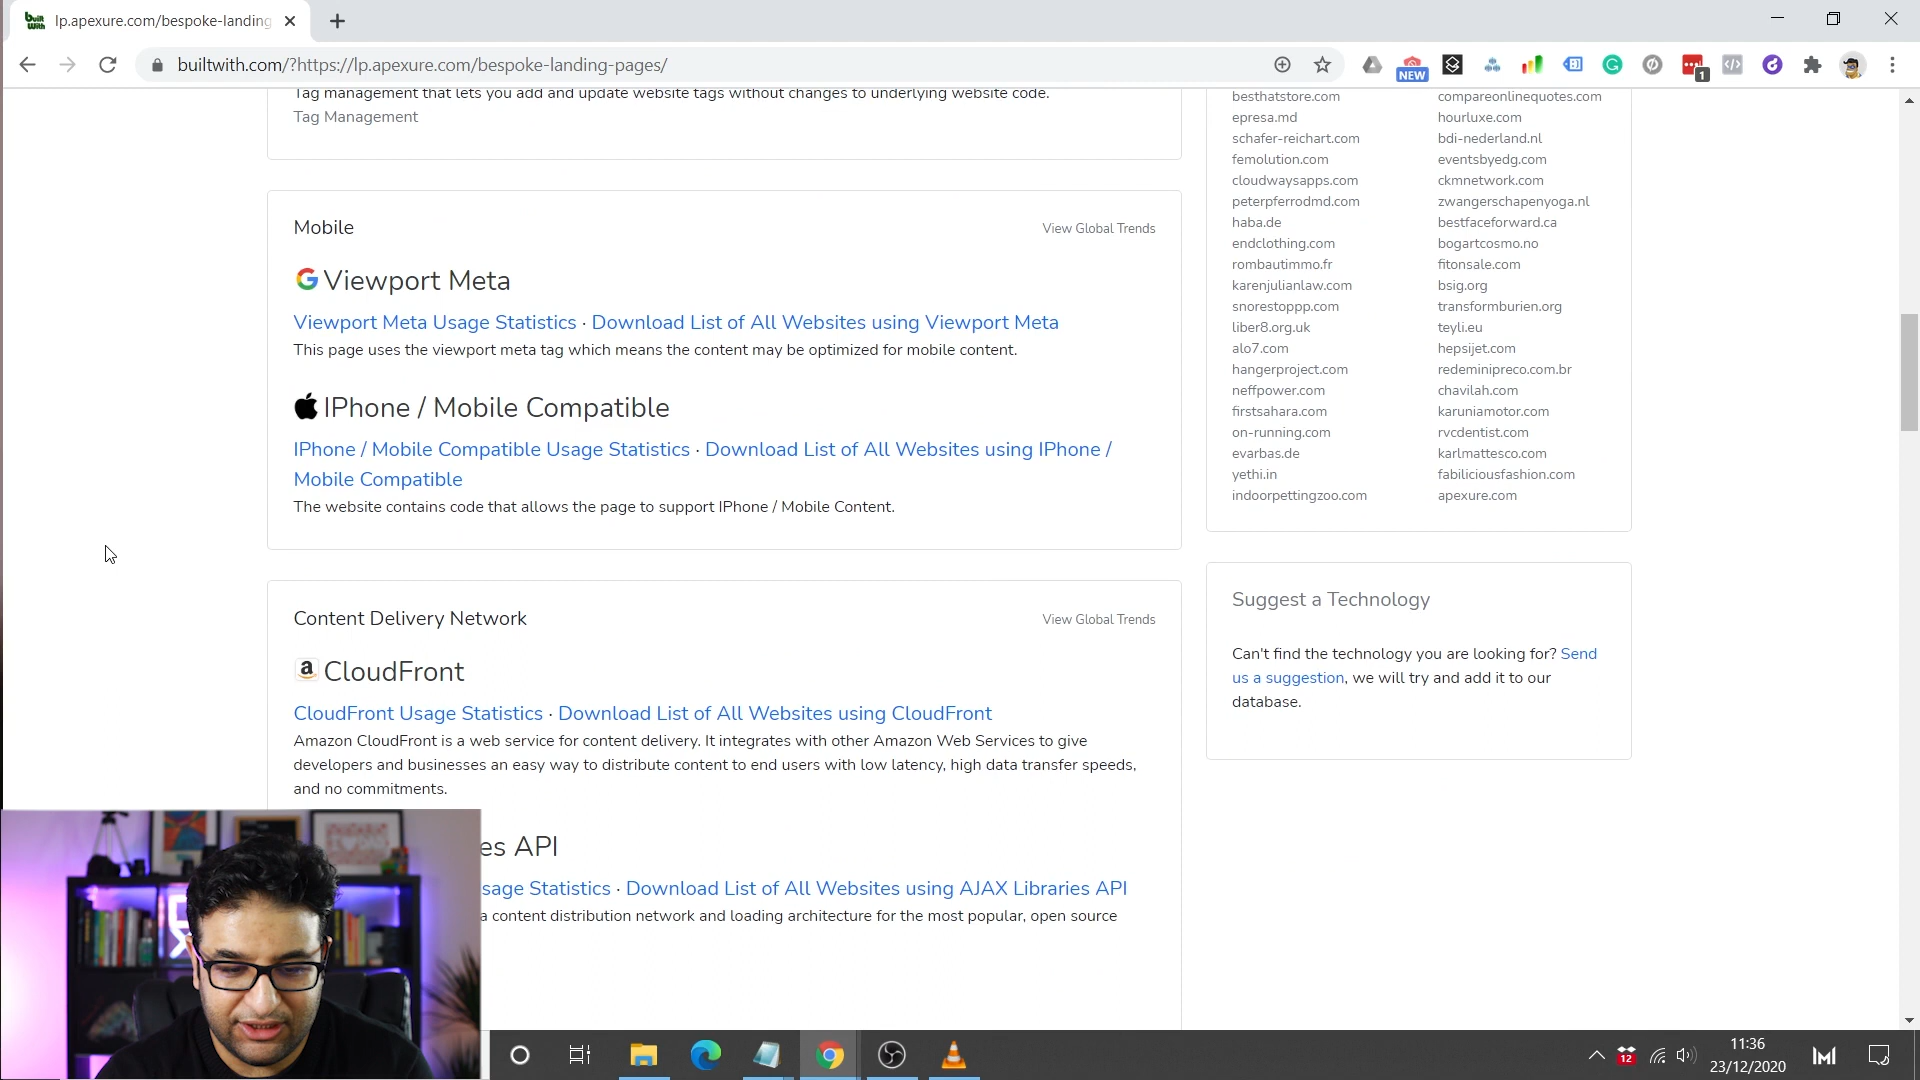 built with
lp.apexure.com/bespoke-landing
builtwith.com/?https://lp.apexure.com/bespoke-landing-pages/
NEW
1
Tag management that lets you add and update website tags without changes to underlying website code.
Tag Management
Mobile
View Global Trends
Viewport Meta
Viewport Meta Usage Statistics · Download List of All Websites using Viewport Meta
This page uses the viewport meta tag which means the content may be optimized for mobile content.
IPhone / Mobile Compatible
IPhone / Mobile Compatible Usage Statistics · Download List of All Websites using IPhone /
Mobile Compatible
The website contains code that allows the page to support IPhone / Mobile Content.
Content Delivery Network
View Global Trends
CloudFront
CloudFront Usage Statistics · Download List of All Websites using CloudFront
Amazon CloudFront is a web service for content delivery. It integrates with other Amazon Web Services to give
developers and businesses an easy way to distribute content to end users with low latency, high data transfer speeds,
and no commitments.
es API
sage Statistics · Download List of All Websites using AJAX Libraries API
a content distribution network and loading architecture for the most popular, open source
besthatstore.com
epresa.md
schafer-reichart.com
femolution.com
cloudwaysapps.com
peterpferrodmd.com
haba.de
endclothing.com
rombautimmo.fr
karenjulianlaw.com
snorestoppp.com
liber8.org.uk
alo7.com
hangerproject.com
neffpower.com
firstsahara.com
on-running.com
evarbas.de
yethi.in
indoorpettingzoo.com
compareonlinequotes.com
hourluxe.com
bdi-nederland.nl
eventsbyedg.com
ckmnetwork.com
zwangerschapenyoga.nl
bestfaceforward.ca
bogartcosmo.no
fitonsale.com
bsig.org
transformburien.org
teyli.eu
hepsijet.com
redeminipreco.com.br
chavilah.com
karuniamotor.com
rvcdentist.com
karlmattesco.com
fabiliciousfashion.com
apexure.com
Suggest a Technology
Can't find the technology you are looking for? Send
us a suggestion, we will try and add it to our
database.
12
11:36
23/12/2020